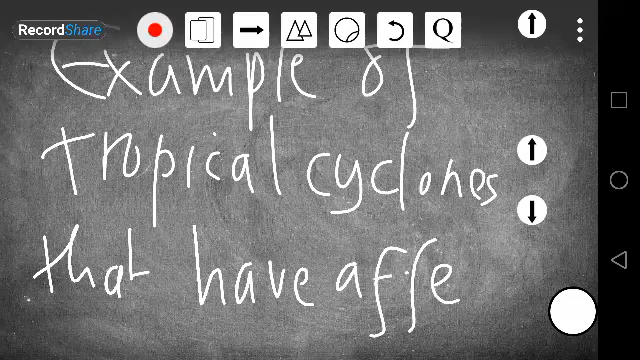 RecordShare
Q
Example of
tropical cyclones
that have affe